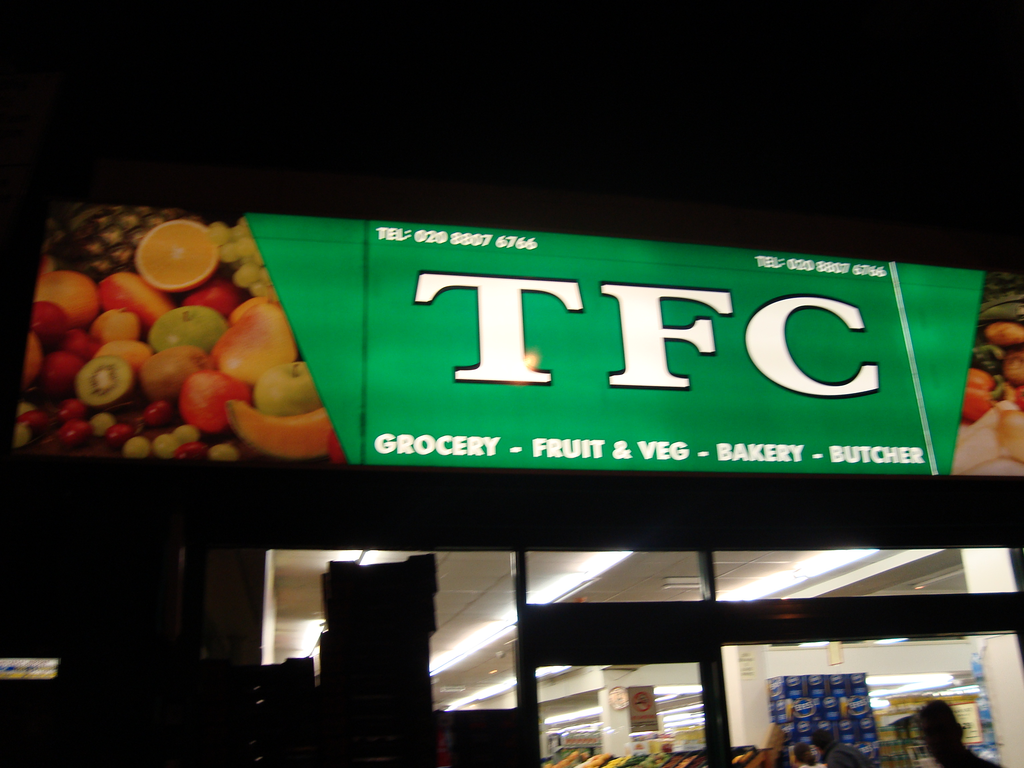 TEL: 020 8807 6766
TEL: 020 8807 6766
TFC
GROCERY - FRUIT & VEG - BAKERY - BUTCHER